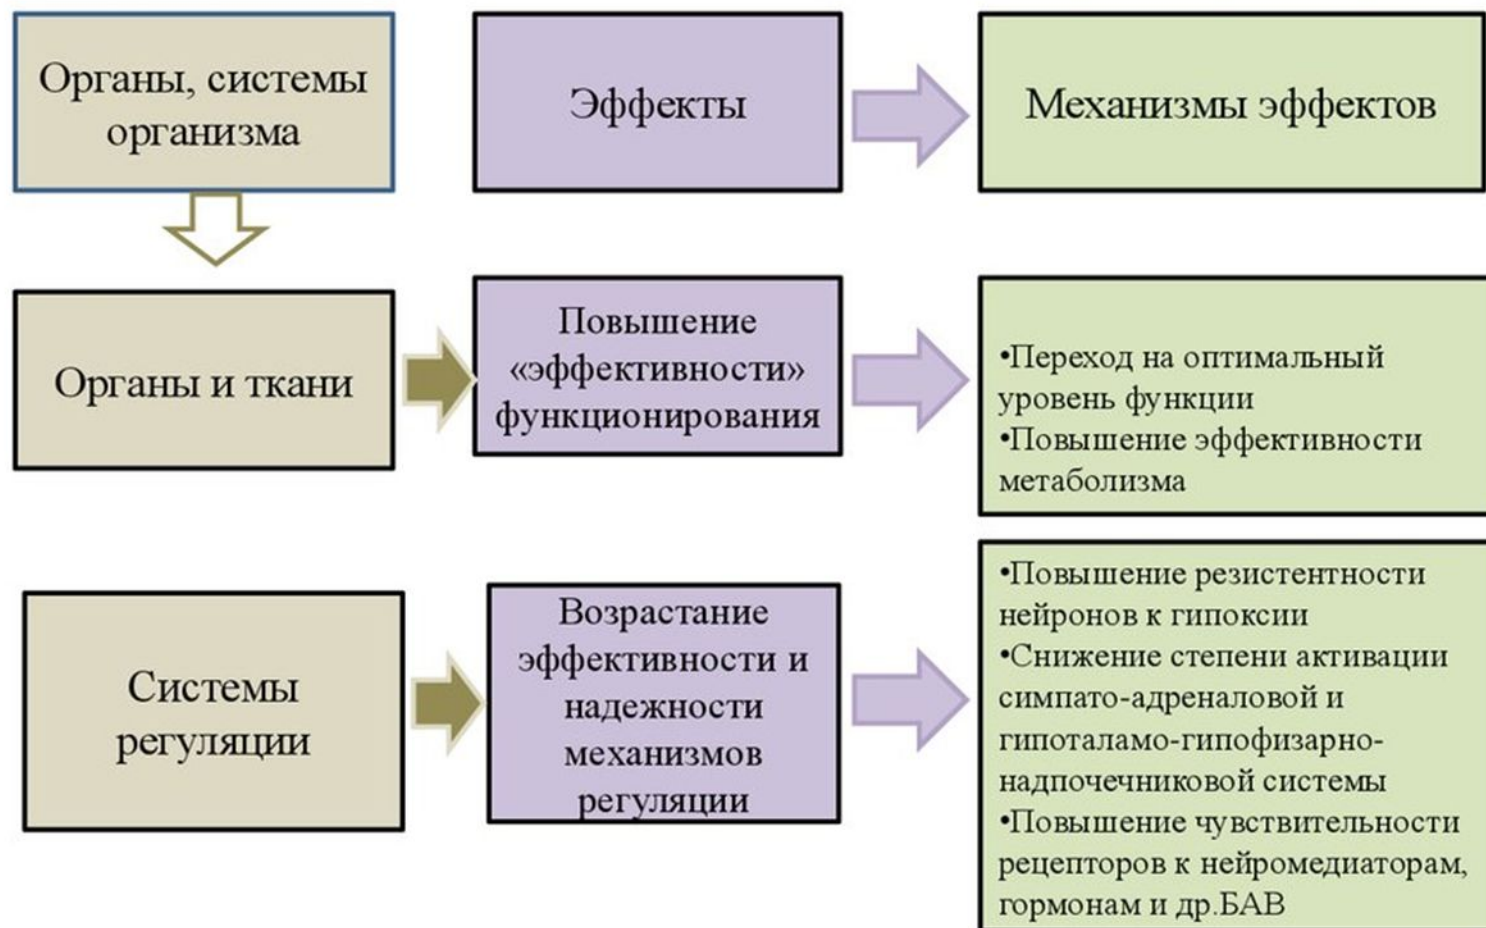 Органы, системы
организма
Эффекты
Механизмы эффектов
Органы и ткани
Повышение
«эффективности»
функционирования
•Переход на оптимальный
уровень функции
•Повышение эффективности
метаболизма
Системы
регуляции
Возрастание
эффективности и
надежности
механизмов
регуляции
•Повышение резистентности
нейронов к гипоксии
•Снижение степени активации
симпато-адреналовой и
гипоталамо-гипофизарно-
надпочечниковой системы
•Повышение чувствительности
рецепторов к нейромедиаторам,
гормонам и др.БАВ